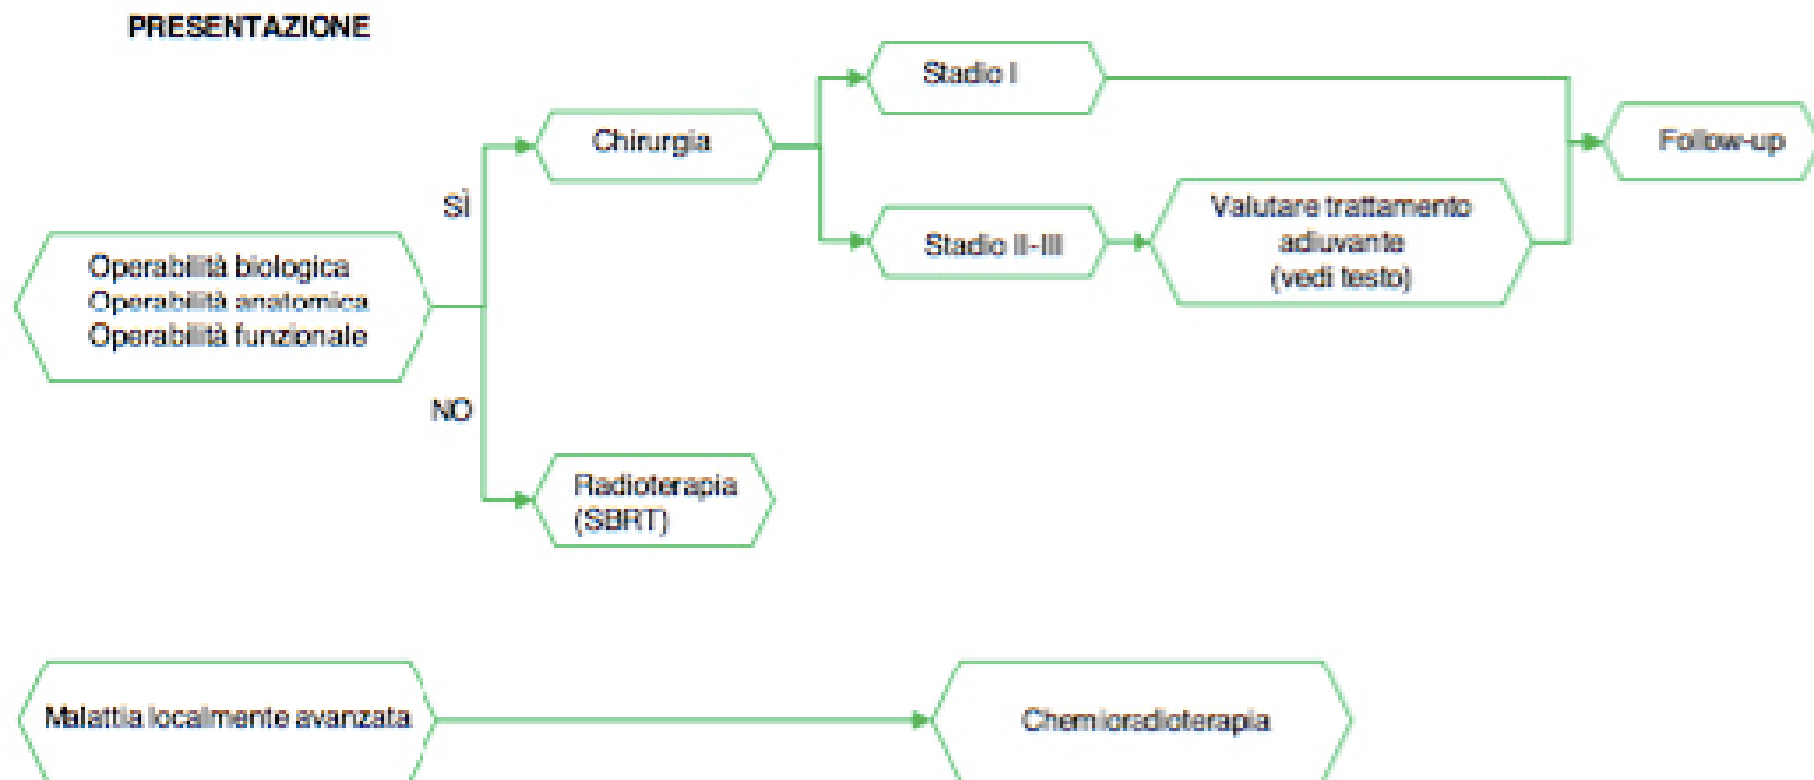 PRESENTAZIONE
Stadio I
Chirurgia
Follow-up
SÌ
Valutare trattamento
adiuvante
(vedi testo)
Stadio II-III
Operabilità biologica
Operabilità anatomica
Operabilità funzionale
NO
Radioterapia
(SBRT)
Malattia localmente avanzata
Chemioradioterapia